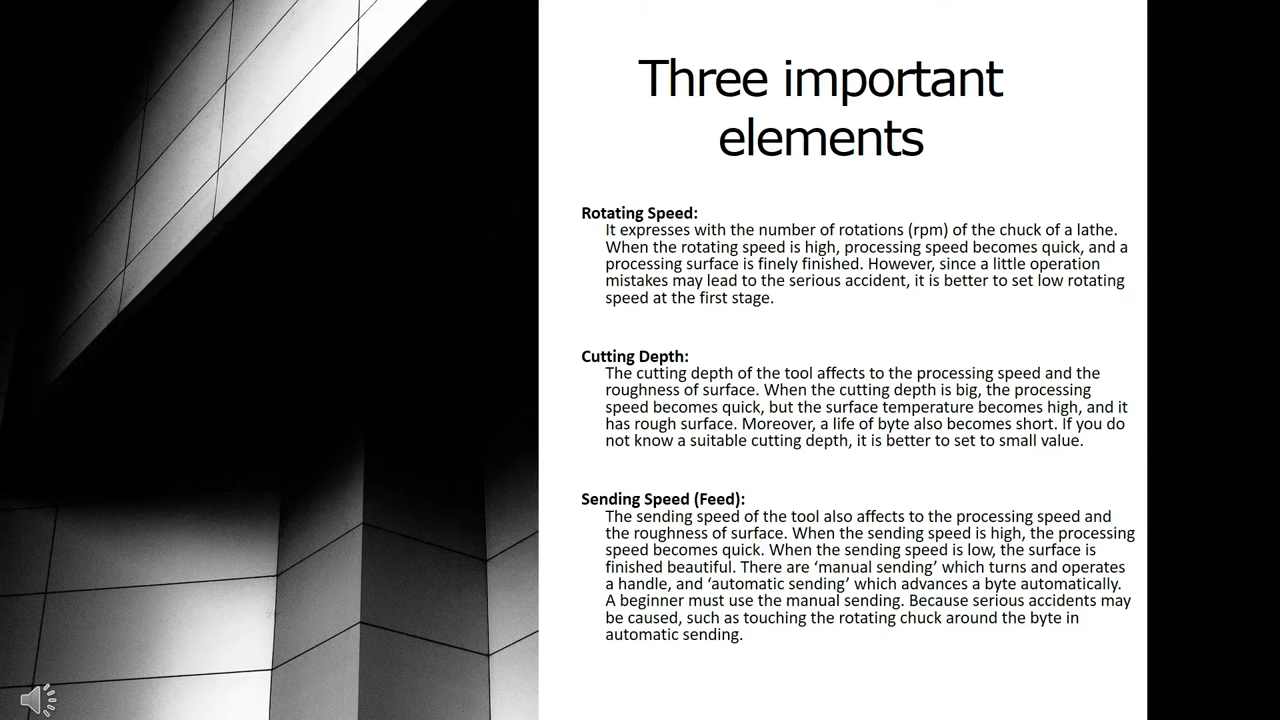 Three important
elements
Rotating Speed:
It expresses with the number of rotations (rpm) of the chuck of a lathe.
When the rotating speed is high, processing speed becomes quick, and a
processing surface is finely finished. However, since a little operation
mistakes may lead to the serious accident, it is better to set low rotating
speed at the first stage.
Cutting Depth:
The cutting depth of the tool affects to the processing speed and the
roughness of surface. When the cutting depth is big, the processing
speed becomes quick, but the surface temperature becomes high, and it
has rough surface. Moreover, a life of byte also becomes short. If you do
not know a suitable cutting depth, it is better to set to small value.
Sending Speed (Feed):
The sending speed of the tool also affects to the processing speed and
the roughness of surface. When the sending speed is high, the processing
speed becomes quick. When the sending speed is low, the surface is
finished beautiful. There are ‘manual sending’ which turns and operates
a handle, and ‘automatic sending’ which advances a byte automatically.
A beginner must use the manual sending. Because serious accidents may
be caused, such as touching the rotating chuck around the byte in
automatic sending.